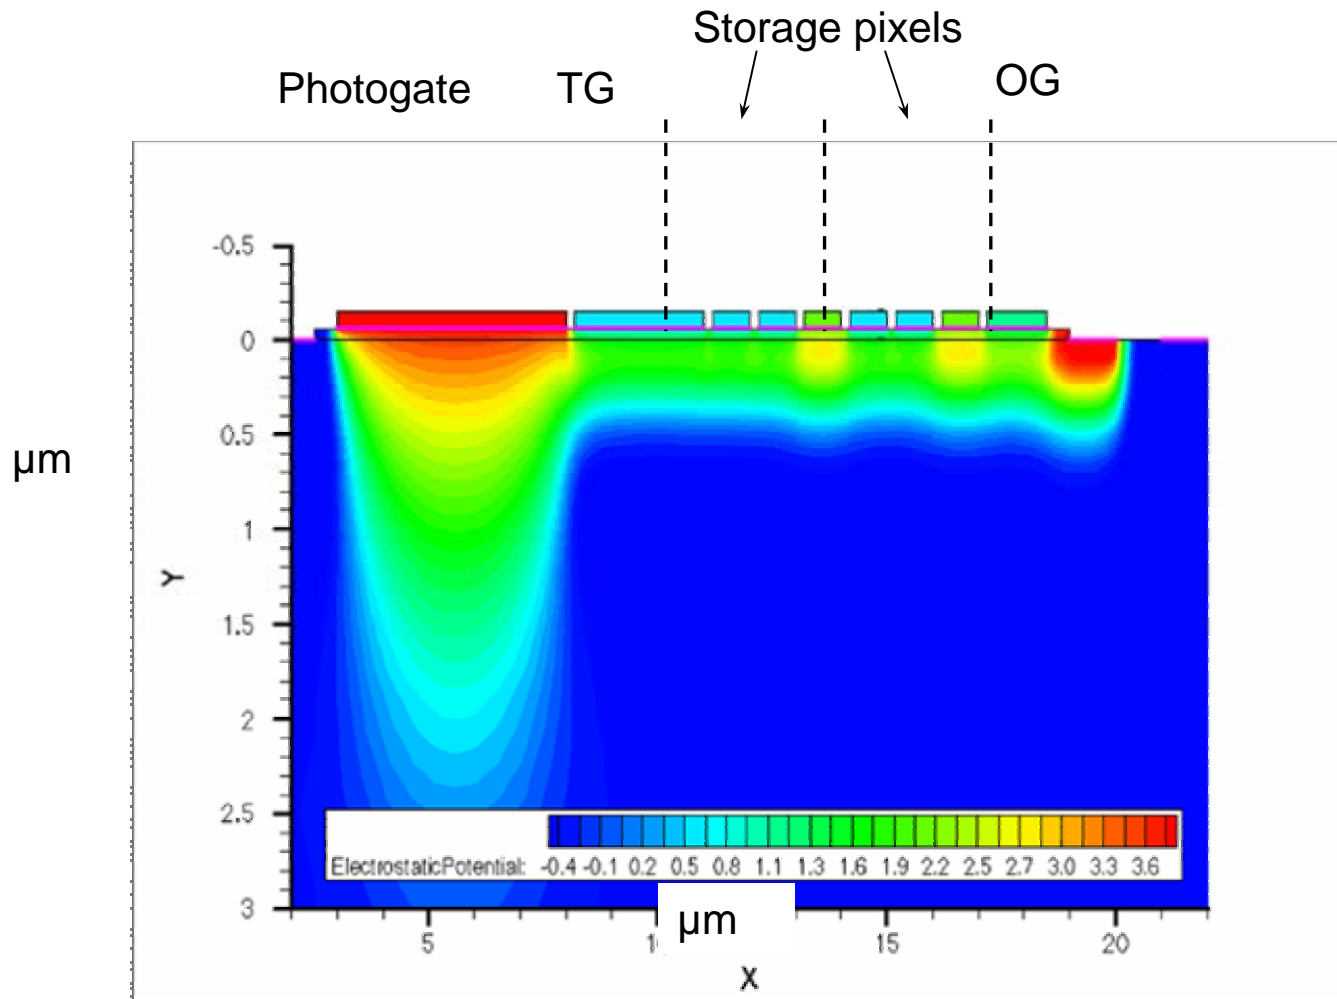 Storage pixels
Photogate TG OG
-0.5
0
0.5
µm
1
Y
1.5
2
2.5
ElectrostaticPotential: -0.4 -0.1 0.2 0.5 0.8 1.1 1.3 1.6 1.9 2.2 2.5 2.7 3.0 3.3 3.6
3
µm
5 15 20
X